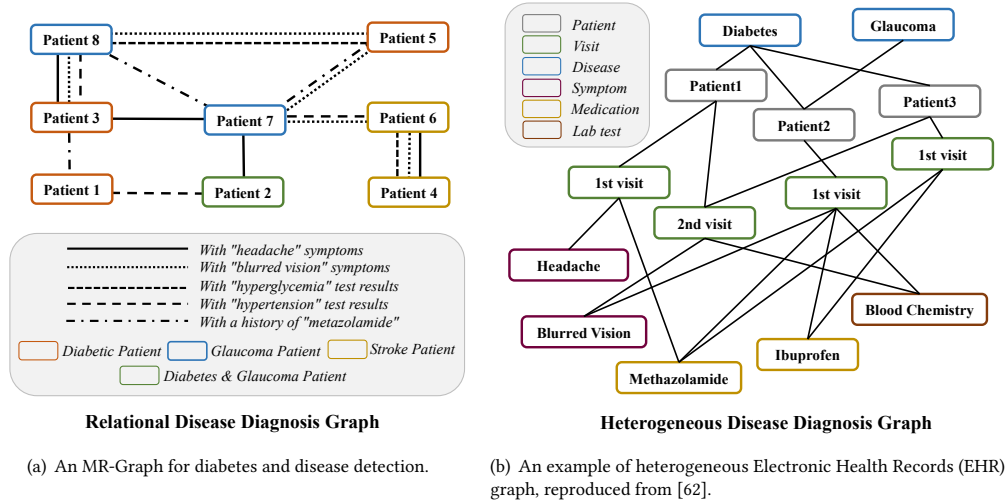 Patient 8
Patient 5
Patient 3
Patient 7
Patient 6
Patient 1
Patient 2
Patient 4
With "headache" symptoms
With "blurred vision" symptoms
With "hyperglycemia" test results
With "hypertension" test results
With a history of "metazolamide"
Diabetic Patient
Glaucoma Patient
Stroke Patient
Diabetes & Glaucoma Patient
Relational Disease Diagnosis Graph
(a) An MR-Graph for diabetes and disease detection.
Patient
Visit
Disease
Symptom
Medication
Lab test
Diabetes
Glaucoma
Patient1
Patient2
Patient3
1st visit
2nd visit
1st visit
1st visit
Headache
Blurred Vision
Blood Chemistry
Ibuprofen
Methazolamide
Heterogeneous Disease Diagnosis Graph
(b) An example of heterogeneous Electronic Health Records (EHR)
graph, reproduced from [62].